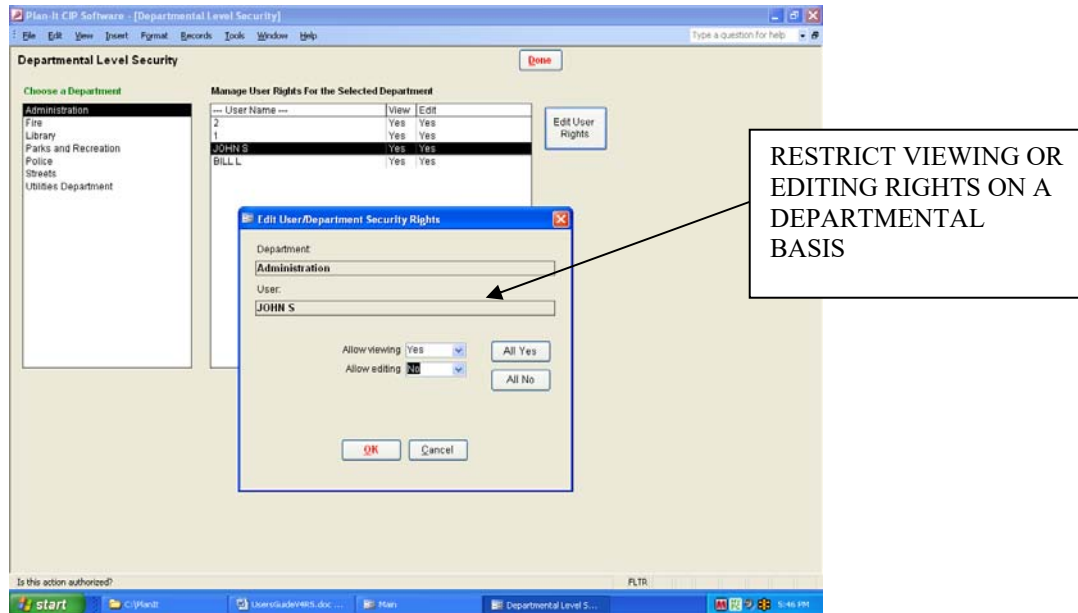 Plan-It CIP Software - [Departmental Level Security]
File Edit View Insert Format Records Tools Window Help Type a question for help
Departmental Level Security Done
Choose a Department Manage User Rights For the Selected Department
Administration --- User Name --- View Edit
Fire 2 Yes Yes
Library 1 Yes Yes
Parks and Recreation JOHN S Yes Yes
Police BILL L Yes Yes
Streets
Utilities Department
Edit User
Rights
RESTRICT VIEWING OR
EDITING RIGHTS ON A
DEPARTMENTAL
BASIS
Edit User/Department Security Rights
Department:
Administration
User:
JOHN S
Allow viewing Yes All Yes
Allow editing No All No
OK Cancel
Is this action authorized? FLTR
start C:\PlanIt UsersGuideV4RS.doc ... Main Departmental Level S... 5:46 PM